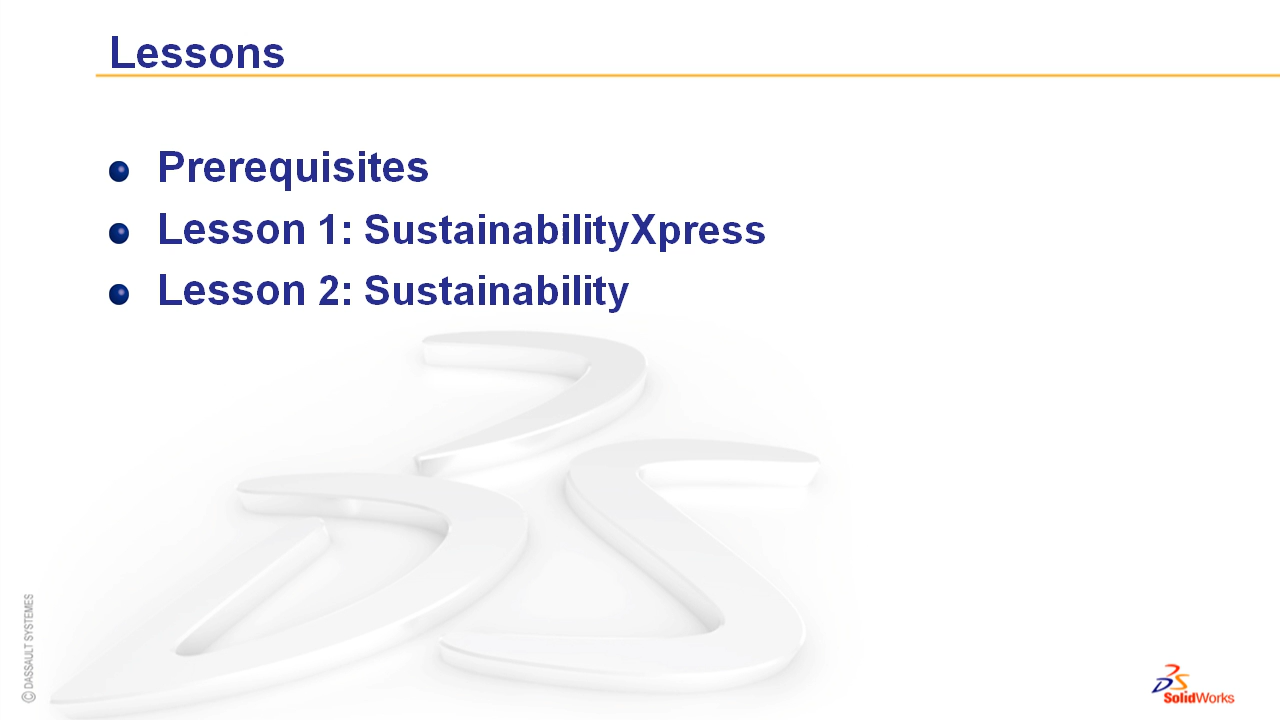 Lessons
Prerequisites
Lesson 1: SustainabilityXpress
Lesson 2: Sustainability
© DASSAULT SYSTEMES
SolidWorks